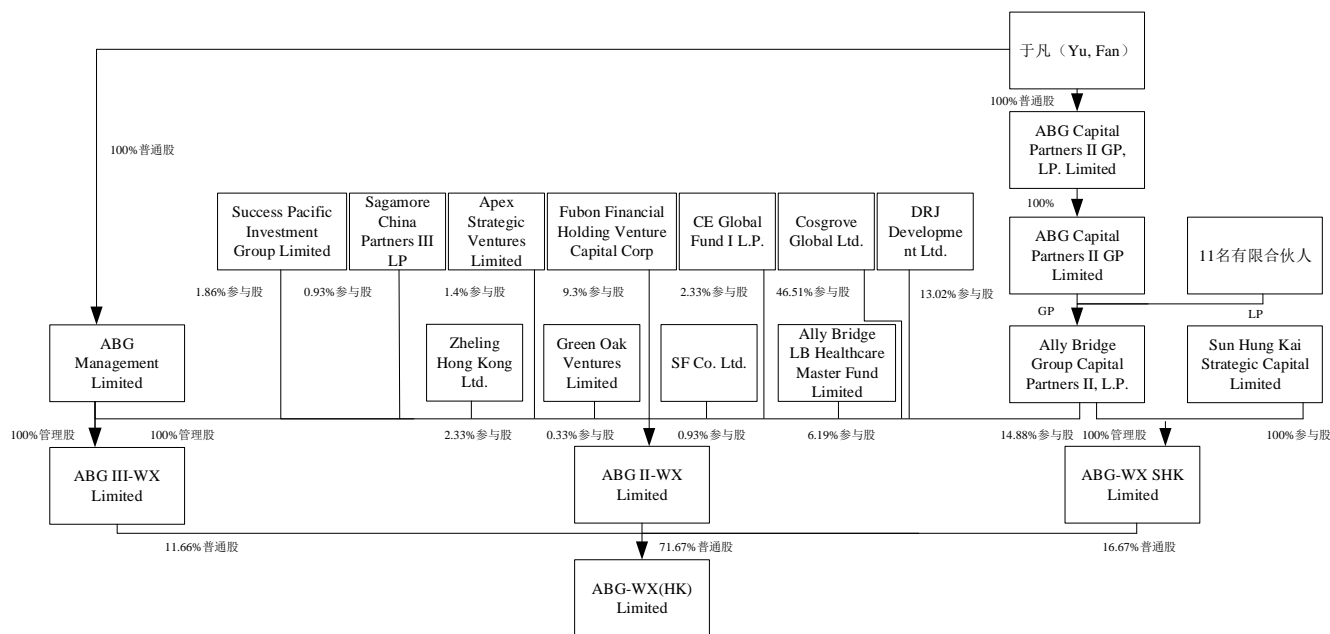 于凡（Yu, Fan）
100%普通股
100%普通股
ABG Capital
Partners II GP,
LP. Limited
100%
Success Pacific
Investment
Group Limited
Sagamore
China
Partners III
LP
Apex
Strategic
Ventures
Limited
Fubon Financial
Holding Venture
Capital Corp
CE Global
Fund I L.P.
Cosgrove
Global Ltd.
DRJ
Developme
nt Ltd.
ABG Capital
Partners II GP
Limited
11名有限合伙人
1.86%参与股
0.93%参与股
1.4%参与股
9.3%参与股
2.33%参与股
46.51%参与股
13.02%参与股
GP
LP
ABG
Management
Limited
Zheling
Hong Kong
Ltd.
Green Oak
Ventures
Limited
SF Co. Ltd.
Ally Bridge
LB Healthcare
Master Fund
Limited
Ally Bridge
Group Capital
Partners II, L.P.
Sun Hung Kai
Strategic Capital
Limited
100%管理股
100%管理股
2.33%参与股
0.33%参与股
0.93%参与股
6.19%参与股
14.88%参与股
100%管理股
100%参与股
ABG III-WX
Limited
ABG II-WX
Limited
ABG-WX SHK
Limited
11.66%普通股
71.67%普通股
16.67%普通股
ABG-WX(HK)
Limited